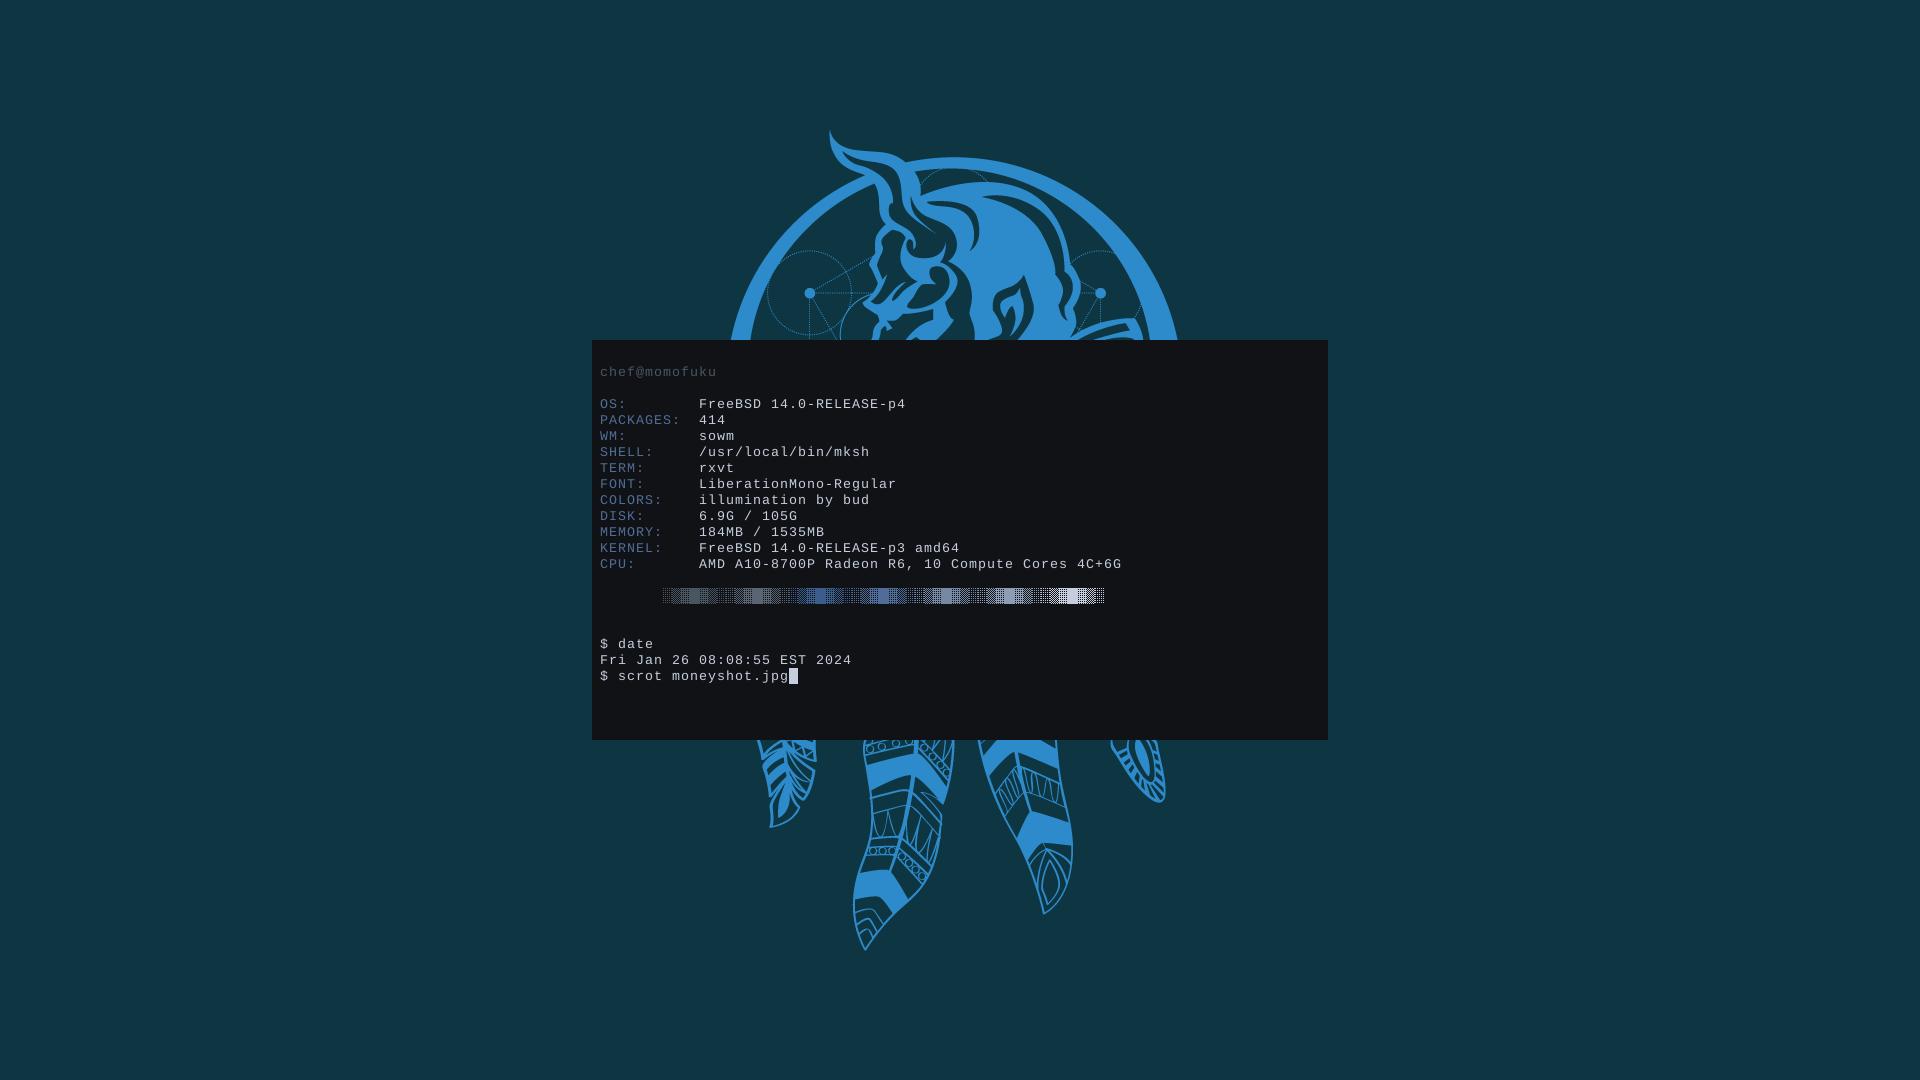 chef@momofuku
OS: FreeBSD 14.0-RELEASE-p4
PACKAGES: 414
WM: sowm
SHELL: /usr/local/bin/mksh
TERM: rxvt
FONT: LiberationMono-Regular
COLORS: illumination by bud
DISK: 6.9G / 105G
MEMORY: 184MB / 1535MB
KERNEL: FreeBSD 14.0-RELEASE-p3 amd64
CPU: AMD A10-8700P Radeon R6, 10 Compute Cores 4C+6G
$ date
Fri Jan 26 08:08:55 EST 2024
$ scrot moneyshot.jpg